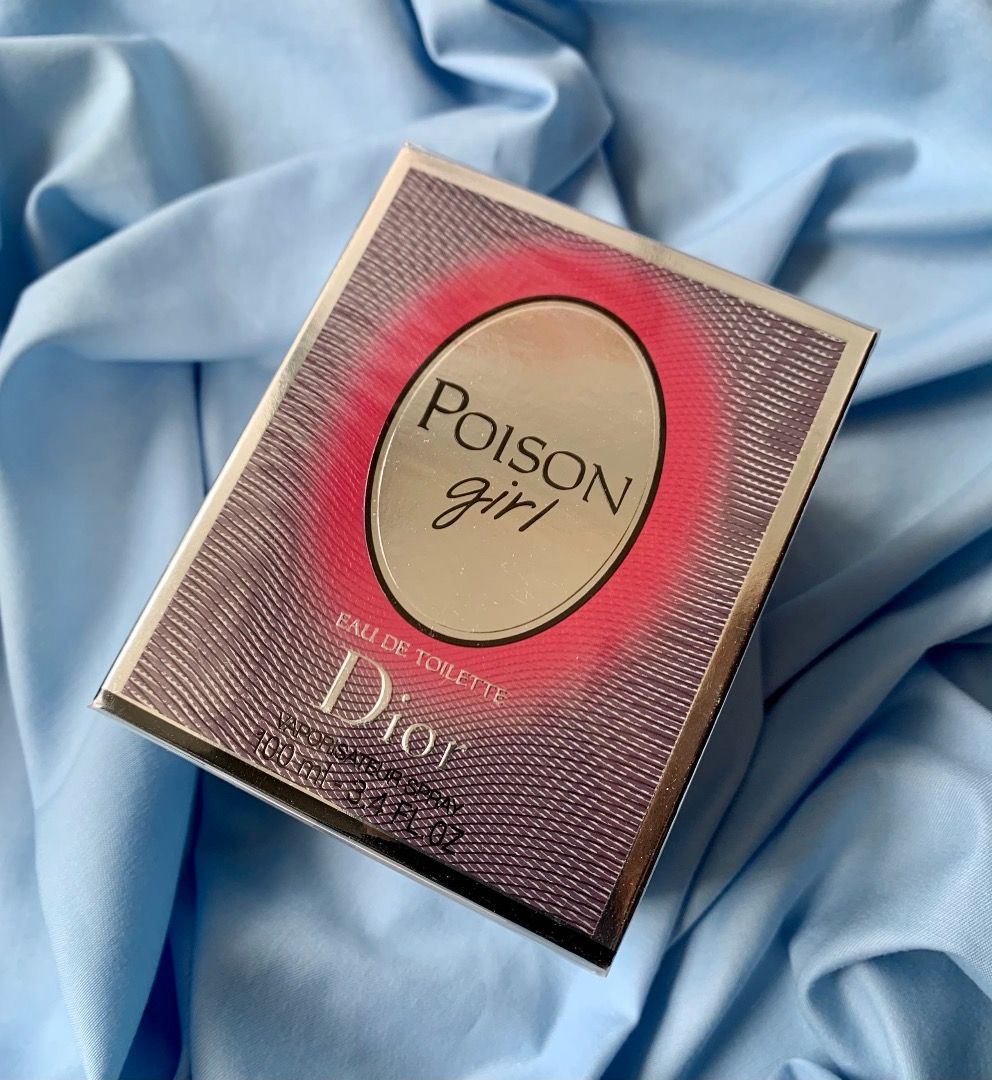 POISON
girl
EAU DE TOILETTE
Dior
VAPORISATEUR SPRAY
100 ml - 3.4 FL.OZ